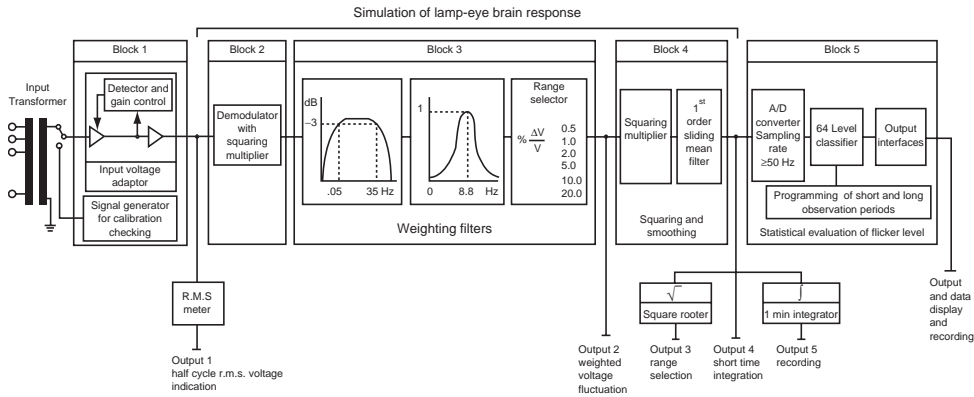 Simulation of lamp-eye brain response
Input
Transformer
Block 1
Detector and
gain control
Input voltage
adaptor
Signal generator
for calibration
checking
Block 2
Demodulator
with
squaring
multiplier
Block 3
dB
−3
.05
35 Hz
1
0
8.8
Hz
Range
selector
% ΔV
V
0.5
1.0
2.0
5.0
10.0
20.0
Weighting filters
Block 4
Squaring
multiplier
1st
order
sliding
mean
filter
Squaring and
smoothing
Block 5
A/D
converter
Sampling
rate
≥50 Hz
64 Level
classifier
Output
interfaces
Programming of short and long
observation periods
Statistical evaluation of flicker level
R.M.S
meter
√
Square rooter
∫
1 min integrator
Output
and data
display
and
recording
Output 1
half cycle r.m.s. voltage
indication
Output 2
weighted
voltage
fluctuation
Output 3
range
selection
Output 4
short time
integration
Output 5
recording